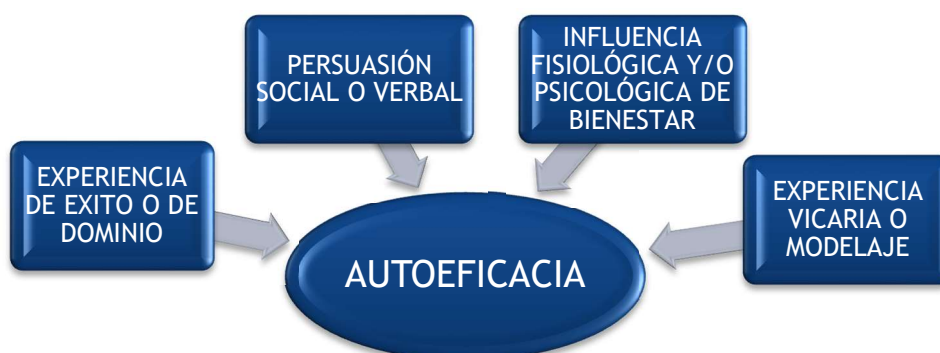 PERSUASIÓN
SOCIAL O VERBAL
INFLUENCIA
FISIOLÓGICA Y/O
PSICOLÓGICA DE
BIENESTAR
EXPERIENCIA
DE EXITO O DE
DOMINIO
EXPERIENCIA
VICARIA O
MODELAJE
AUTOEFICACIA